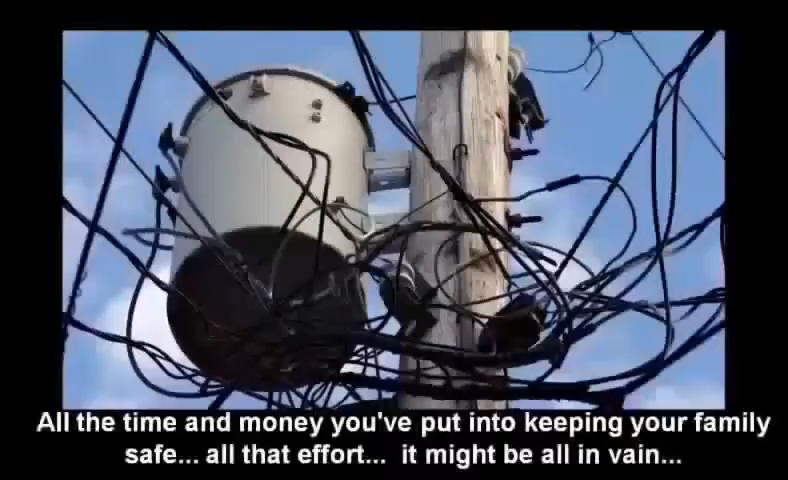 All the time and money you've put into keeping your family
safe... all that effort...  it might be all in vain...